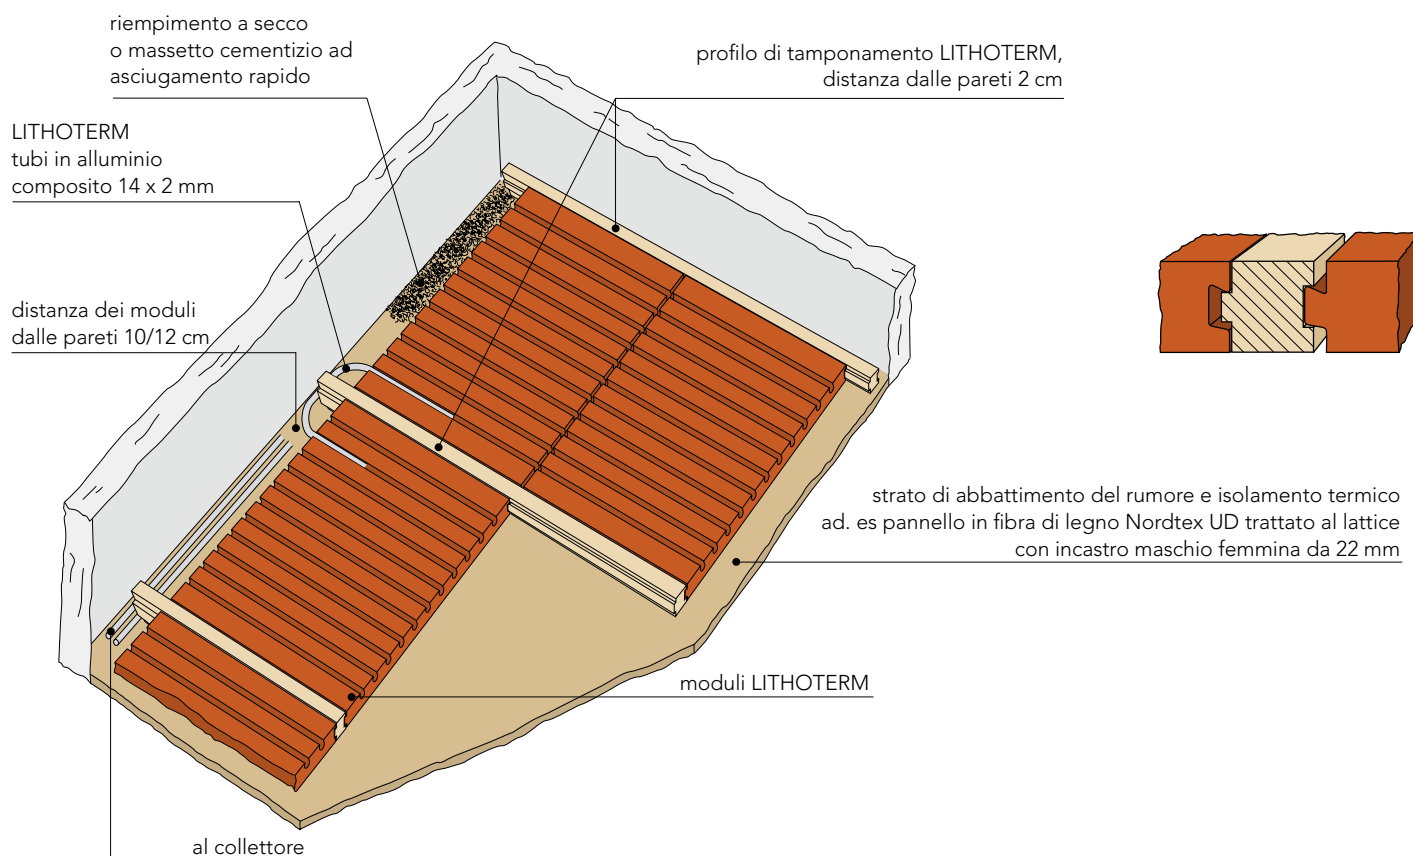 riempimento a secco
o massetto cementizio ad
asciugamento rapido
profilo di tamponamento LITHOTERM,
distanza dalle pareti 2 cm
LITHOTERM
tubi in alluminio
composito 14 x 2 mm
distanza dei moduli
dalle pareti 10/12 cm
strato di abbattimento del rumore e isolamento termico
ad. es pannello in fibra di legno Nordtex UD trattato al lattice
con incastro maschio femmina da 22 mm
moduli LITHOTERM
al collettore